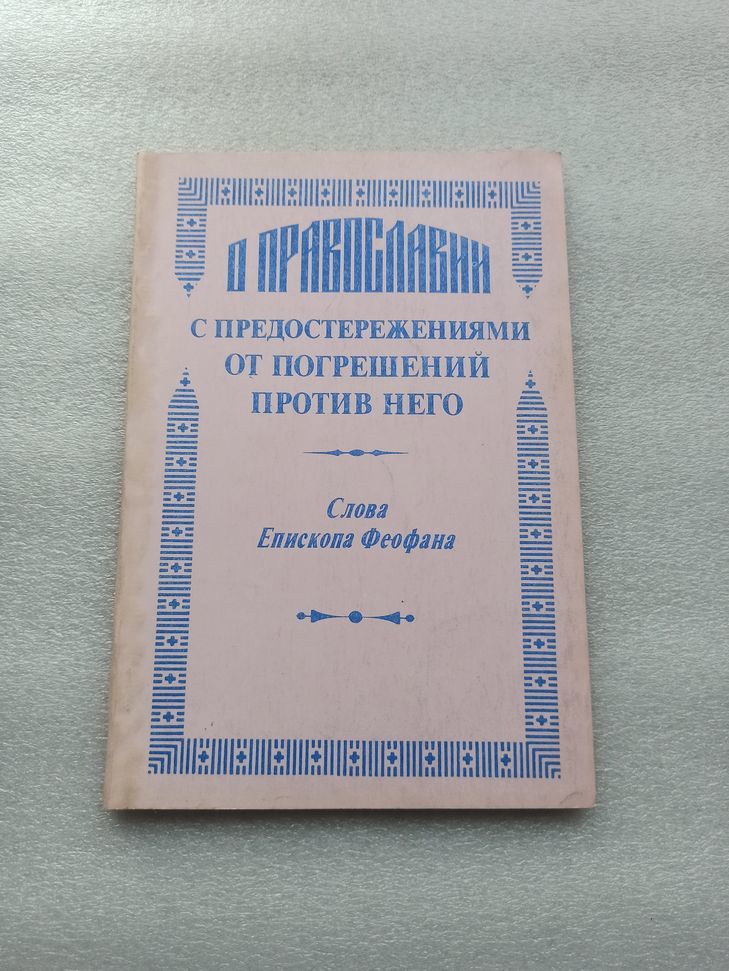 О ПРАВОСЛАВИИ
С ПРЕДОСТЕРЕЖЕНИЯМИ
ОТ ПОГРЕШЕНИЙ
ПРОТИВ НЕГО
Слова
Епископа Феофана